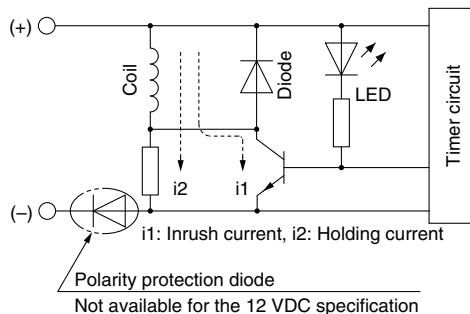 (+)
Coil
Diode
LED
Timer circuit
i2
i1
(–)
i1: Inrush current, i2: Holding current
Polarity protection diode
Not available for the 12 VDC specification